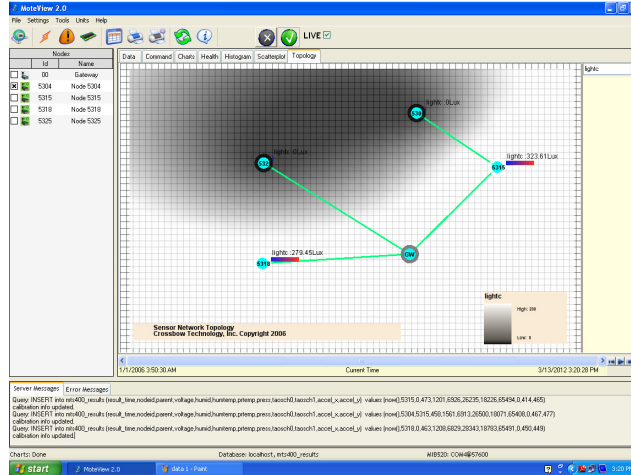 MoteView 2.0
File Settings Tools Units Help
LIVE
Nodes
Id Name
00 Gateway
5304 Node 5304
5315 Node 5315
5318 Node 5318
5325 Node 5325
Data Command Charts Health Histogram Scatterplot Topology
lightc
lightc :0Lux
530
lightc :0Lux
532
lightc :323.61Lux
5315
GW
lightc :279.45Lux
5318
lightc
Low: 0
Sensor Network Topology
Crossbow Technology, Inc. Copyright 2006
1/1/2006 3:50:30 AM Current Time 3/13/2012 3:20:28 PM
Server Messages Error Messages
Query: INSERT into mts400_results (result_time,nodeid,parent,voltage,humid,humtemp,prtemp,press,taosch0,taosch1,accel_x,accel_y) values (now(),5315,0,473,1201,6926,26235,18226,65494,0,414,465)
calibration info updated.
Query: INSERT into mts400_results (result_time,nodeid,parent,voltage,humid,humtemp,prtemp,press,taosch0,taosch1,accel_x,accel_y) values (now(),5304,5315,458,1561,6913,26500,18071,65408,0,467,477)
calibration info updated.
Query: INSERT into mts400_results (result_time,nodeid,parent,voltage,humid,humtemp,prtemp,press,taosch0,taosch1,accel_x,accel_y) values (now(),5318,0,463,1208,6829,28343,18783,65491,0,450,449)
calibration info updated.
Charts: Done Database: localhost, mts400_results MIB520: COM4@57600
start MoteView 2.0 data 1 - Paint 3:20 PM